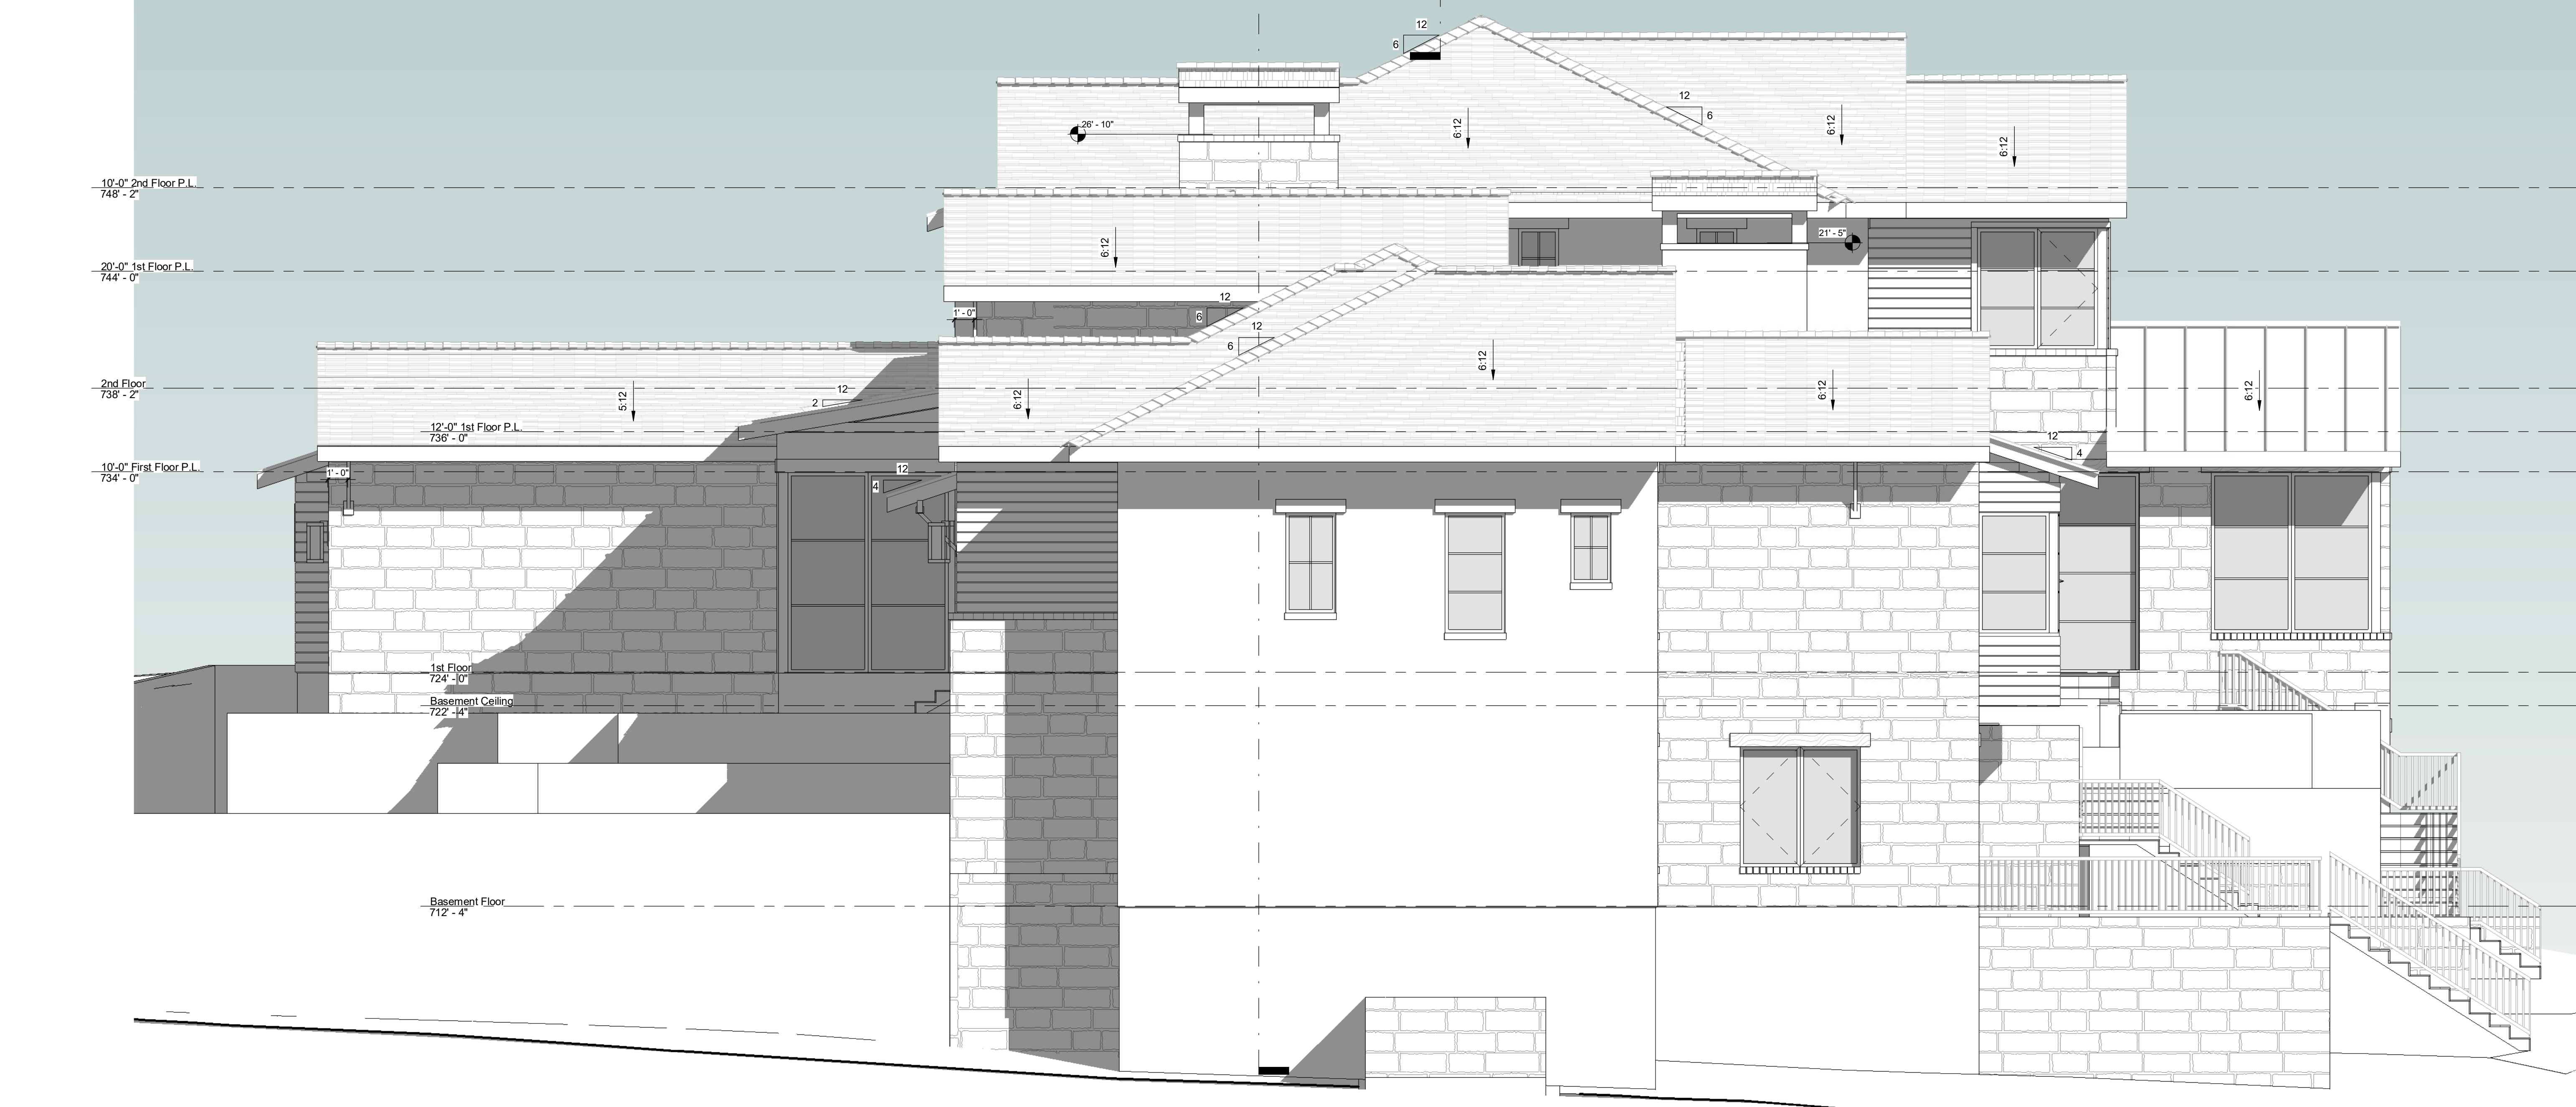 12
6
12
6
26' - 10"
6:12
6:12
6:12
10'-0" 2nd Floor P.L.
748' - 2"
21' - 5"
6:12
20'-0" 1st Floor P.L.
744' - 0"
12
6
1' - 0"
12
6
6:12
2nd Floor
738' - 2"
5:12
12
2
6:12
6:12
6:12
12'-0" 1st Floor P.L.
736' - 0"
12
4
10'-0" First Floor P.L.
734' - 0"
1' - 0"
12
4
1st Floor
724' - 0"
Basement Ceiling
722' - 4"
Basement Floor
712' - 4"